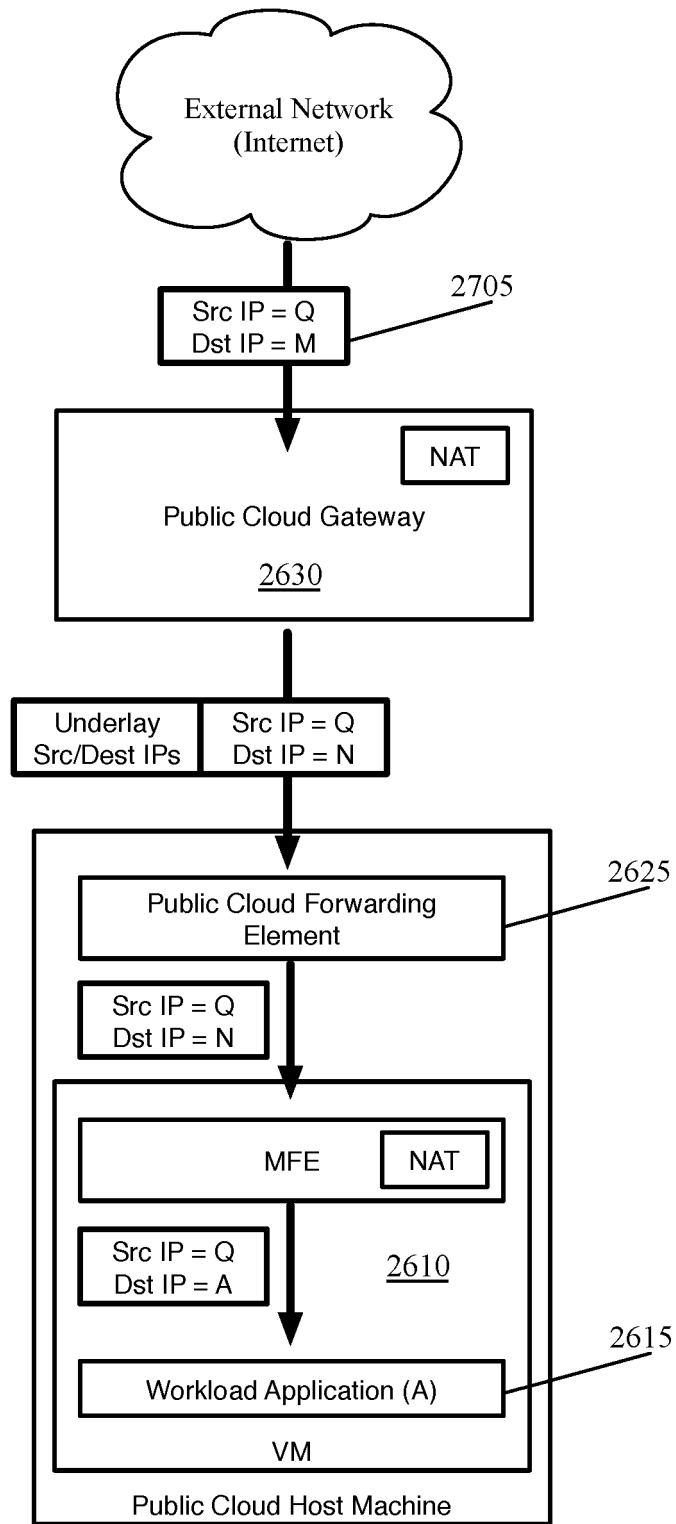 External Network
(Internet)
2705
Src IP = Q
Dst IP = M
NAT
Public Cloud Gateway
2630
Underlay
Src/Dest IPs
Src IP = Q
Dst IP = N
2625
Public Cloud Forwarding
Element
Src IP = Q
Dst IP = N
MFE
NAT
Src IP = Q
Dst IP = A
2610
2615
Workload Application (A)
VM
Public Cloud Host Machine